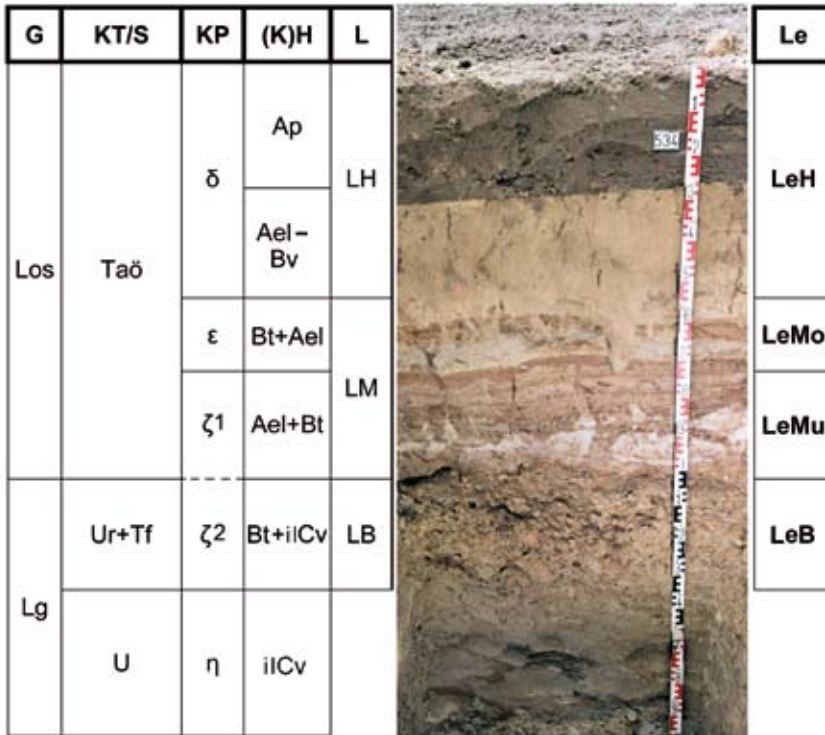 G KT/S KP (K)H L Le
Los Taö δ Ap LH LeH
Ael–
Bv
ε Bt+Ael LM LeMo
ζ1 Ael+Bt LeMu
Lg Ur+Tf ζ2 Bt+ilCv LB LeB
U η ilCv
534